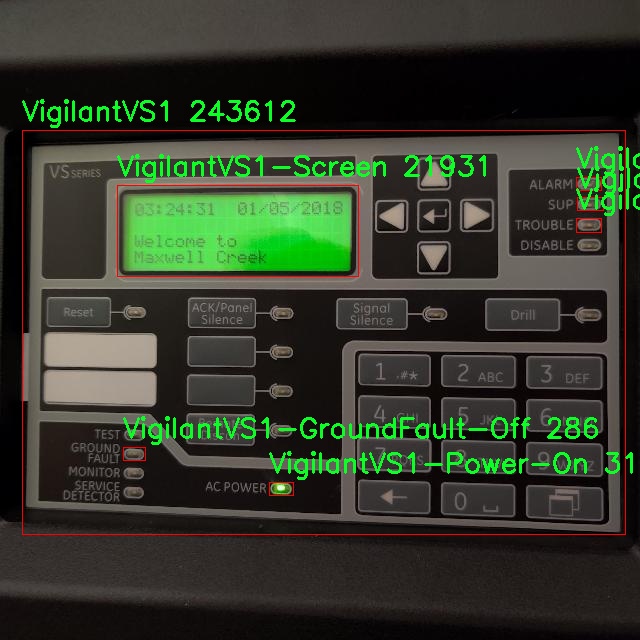 VigilantVS1 243612
VigilantVS1-Screen 21931
VS SERIES
03:24:31 01/05/2018
Welcome to
Maxwell Creek
ALARM
SUP
TROUBLE
DISABLE
Reset
ACK/Panel
Silence
Signal
Silence
Drill
1 .#*
2 ABC
3 DEF
4
5
6
VigilantVS1-GroundFault-Off 286
TEST
GROUND
FAULT
MONITOR
SERVICE
DETECTOR
VigilantVS1-Power-On 31
AC POWER
0